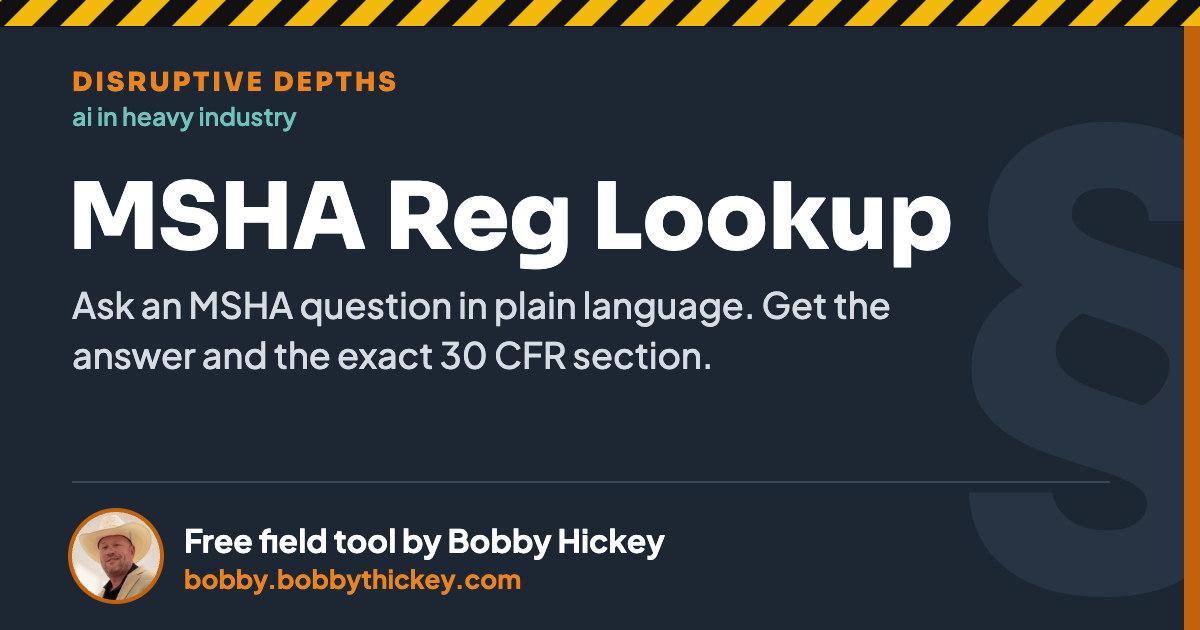 DISRUPTIVE DEPTHS
ai in heavy industry
MSHA Reg Lookup
Ask an MSHA question in plain language. Get the
answer and the exact 30 CFR section.
§
Free field tool by Bobby Hickey
bobby.bobbythickey.com